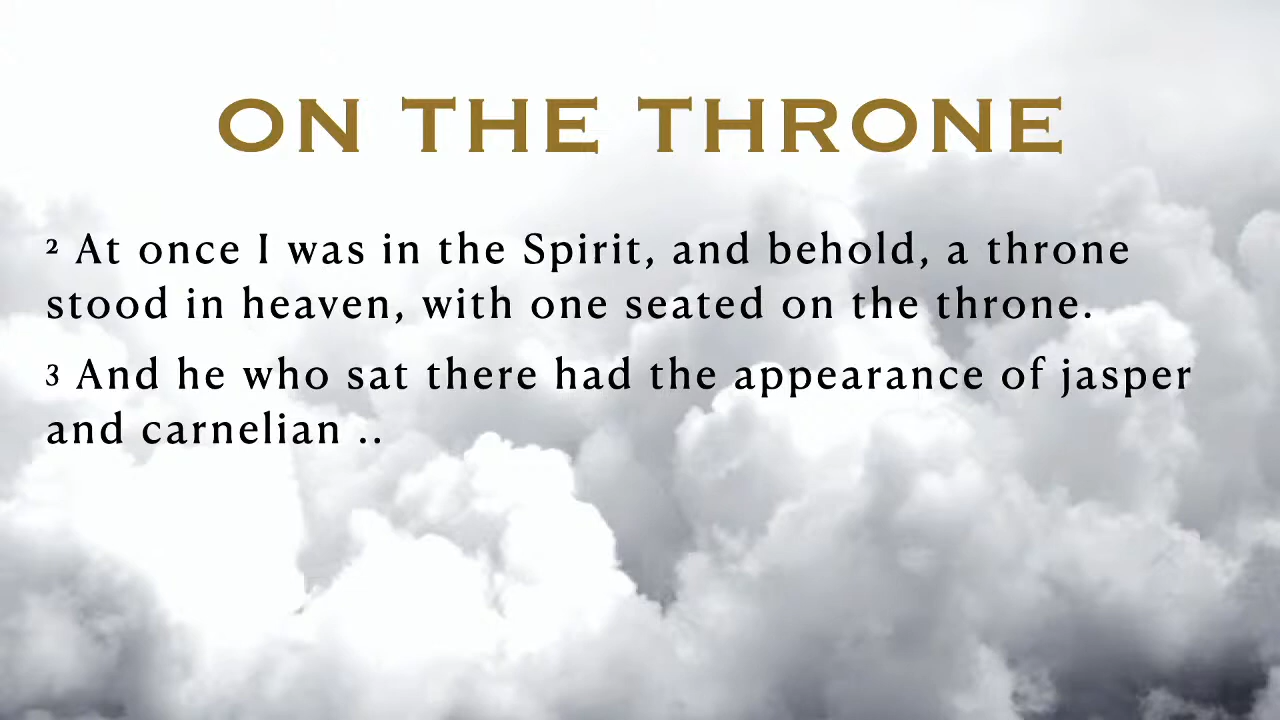 ON THE THRONE
² At once I was in the Spirit, and behold, a throne
stood in heaven, with one seated on the throne.
³ And he who sat there had the appearance of jasper
and carnelian ..